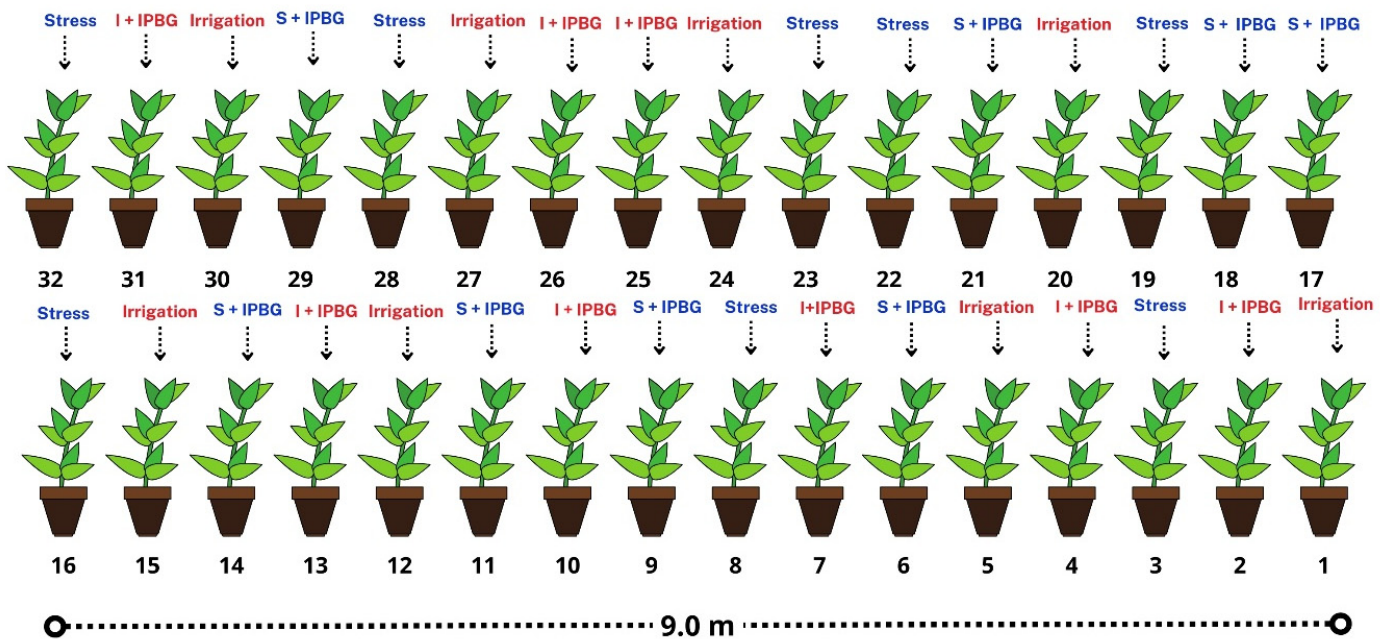 Stress I + IPBG Irrigation S + IPBG Stress Irrigation I + IPBG I + IPBG Irrigation Stress Stress S + IPBG Irrigation Stress S + IPBG S + IPBG
32 31 30 29 28 27 26 25 24 23 22 21 20 19 18 17
Stress Irrigation S + IPBG I + IPBG Irrigation S + IPBG I + IPBG S + IPBG Stress I+IPBG S + IPBG Irrigation I + IPBG Stress I + IPBG Irrigation
16 15 14 13 12 11 10 9 8 7 6 5 4 3 2 1
9.0 m